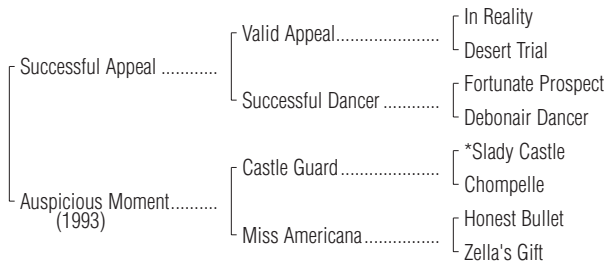 In Reality
Valid Appeal.....................
Desert Trial
Successful Appeal ...........
Fortunate Prospect
Successful Dancer ............
Debonair Dancer
*Slady Castle
Castle Guard....................
Chompelle
Auspicious Moment..........
(1993)
Honest Bullet
Miss Americana................
Zella's Gift